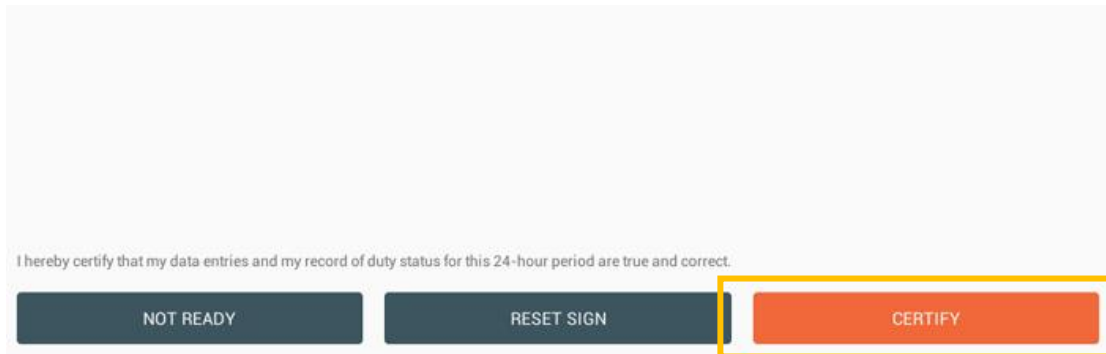 I hereby certify that my data entries and my record of duty status for this 24-hour period are true and correct.
NOT READY
RESET SIGN
CERTIFY